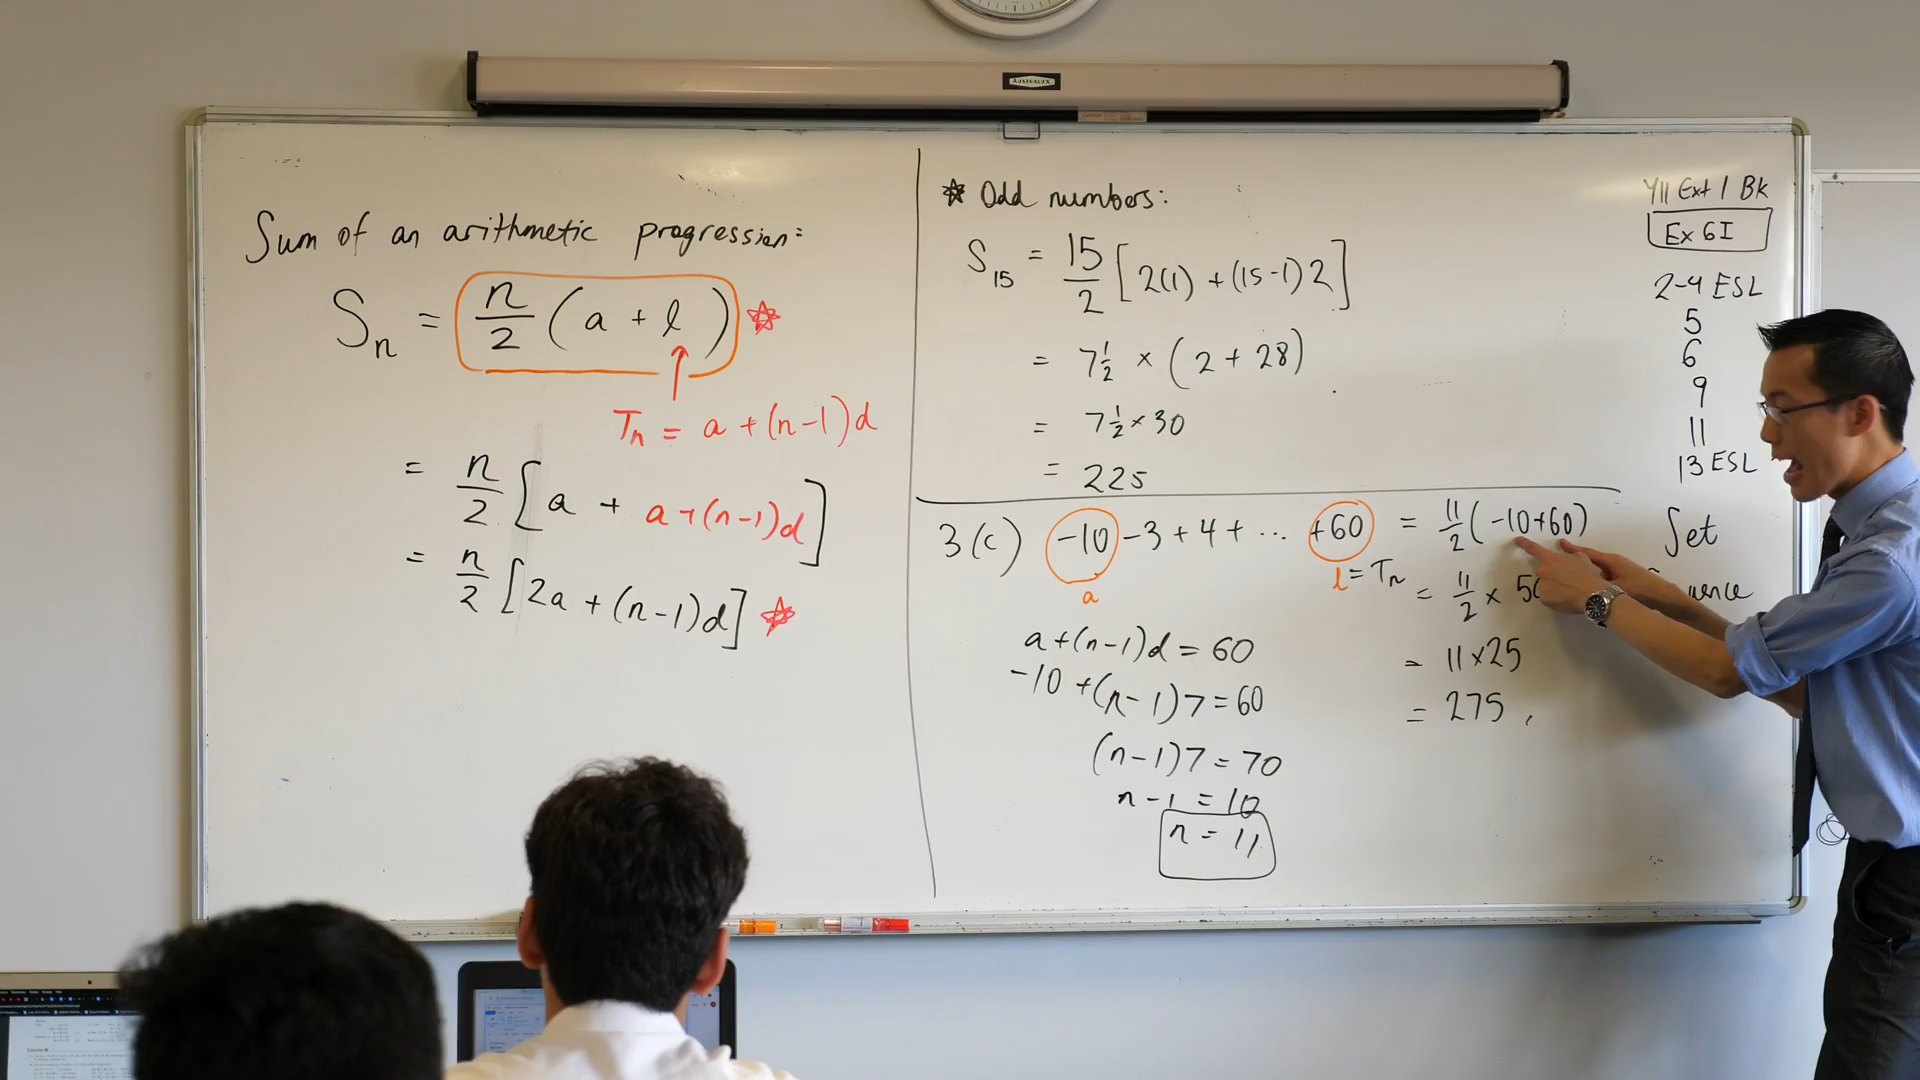 AUSTRALUX
Sum of an arithmetic progression:
Sₙ = n/2 (a + l)
Tₙ = a + (n-1)d
= n/2 [a + a+(n-1)d]
= n/2 [2a + (n-1)d]
Odd numbers:
S₁₅ = 15/2 [2(1) + (15-1)2]
= 7½ × (2 + 28)
= 7½ × 30
= 225
3(c) -10 -3 + 4 + ... +60 = 11/2 (-10+60)
a
l = Tₙ
= 11/2 × 50
= 11×25
= 275
a+(n-1)d = 60
-10 +(n-1)7 = 60
(n-1)7 = 70
n-1 = 10
n = 11
Y11 Ext 1 Bk
Ex 6I
2-4 ESL
5
6
9
11
13 ESL
Set